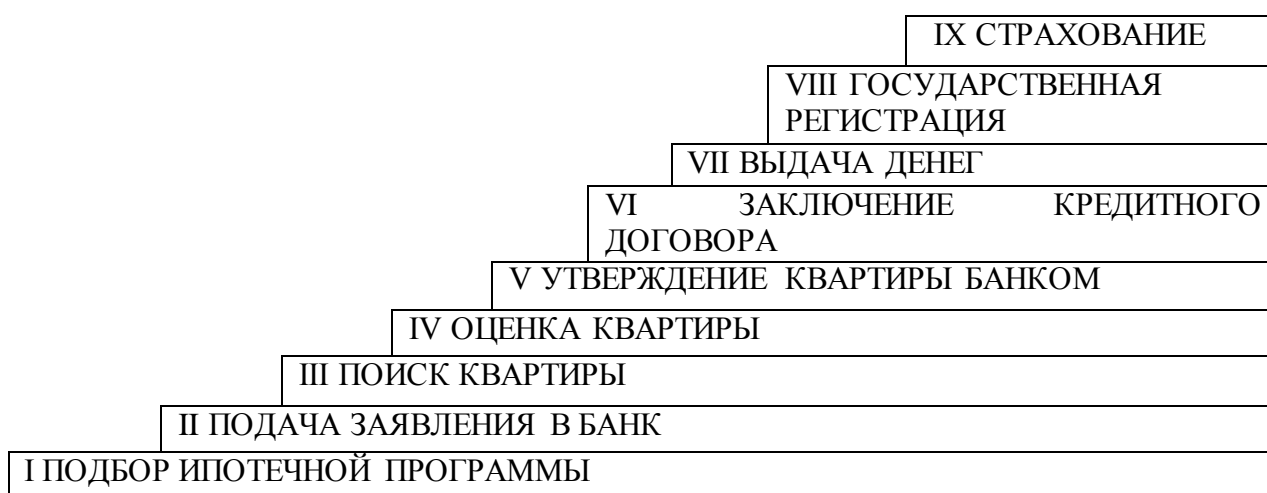 IX СТРАХОВАНИЕ
VIII ГОСУДАРСТВЕННАЯ
РЕГИСТРАЦИЯ
VII ВЫДАЧА ДЕНЕГ
VI ЗАКЛЮЧЕНИЕ КРЕДИТНОГО
ДОГОВОРА
V УТВЕРЖДЕНИЕ КВАРТИРЫ БАНКОМ
IV ОЦЕНКА КВАРТИРЫ
III ПОИСК КВАРТИРЫ
II ПОДАЧА ЗАЯВЛЕНИЯ В БАНК
I ПОДБОР ИПОТЕЧНОЙ ПРОГРАММЫ